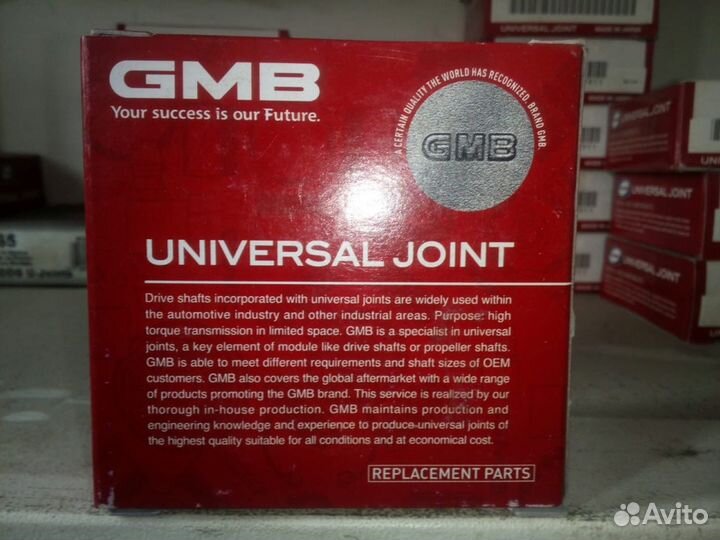 GMB
Your success is our Future.
A CERTAIN QUALITY THE WORLD HAS RECOGNIZED. BRAND GMB.
GMB
UNIVERSAL JOINT
Drive shafts incorporated with universal joints are widely used within
the automotive industry and other industrial areas. Purpose: high
torque transmission in limited space. GMB is a specialist in universal
joints, a key element of module like drive shafts or propeller shafts.
GMB is able to meet different requirements and shaft sizes of OEM
customers. GMB also covers the global aftermarket with a wide range
of products promoting the GMB brand. This service is realized by our
thorough in-house production. GMB maintains production and
engineering knowledge and experience to produce universal joints of
the highest quality suitable for all conditions and at economical cost.
REPLACEMENT PARTS
UNIVERSAL JOINT
UNIVERSAL JOINT
UNIVERSAL JOINT
UNIVERSAL JOINT
Avito